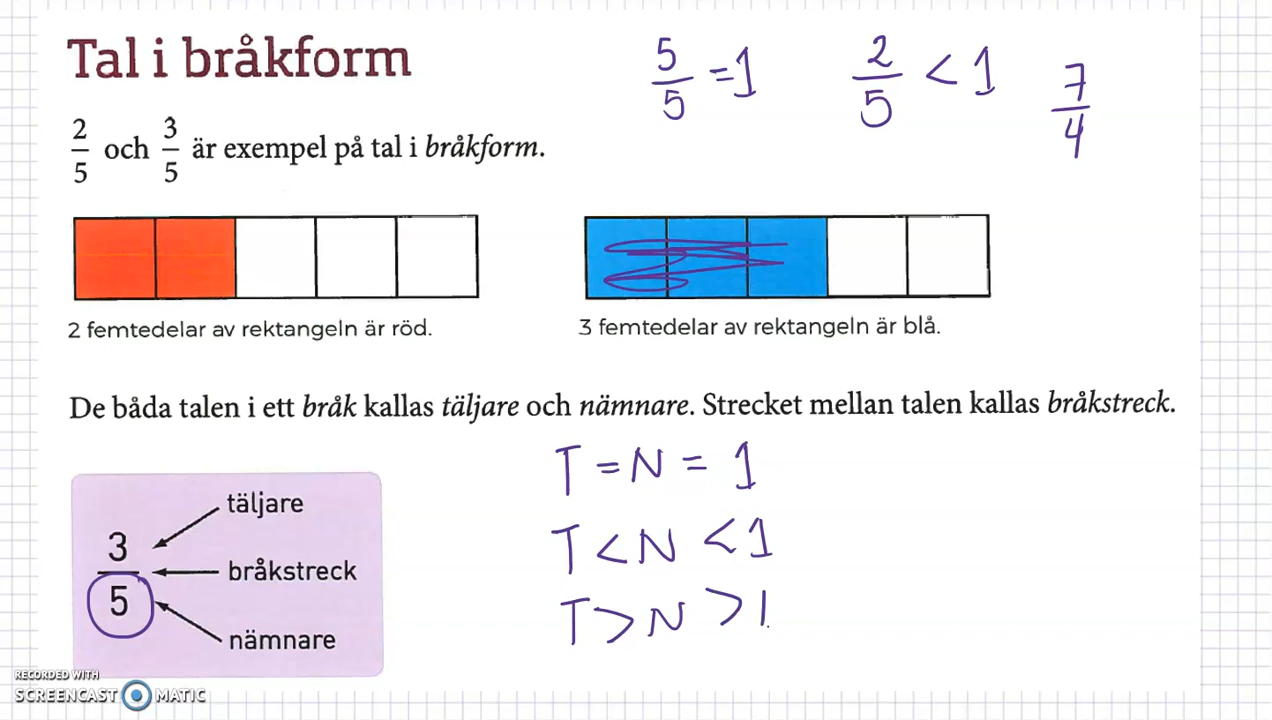 Tal i bråkform
5/5 = 1
2/5 < 1
7/4
2/5 och 3/5 är exempel på tal i bråkform.
2 femtedelar av rektangeln är röd.
3 femtedelar av rektangeln är blå.
De båda talen i ett bråk kallas täljare och nämnare. Strecket mellan talen kallas bråkstreck.
T = N = 1
T < N < 1
T > N > 1
3/5
täljare
bråkstreck
nämnare
RECORDED WITH
SCREENCAST MATIC